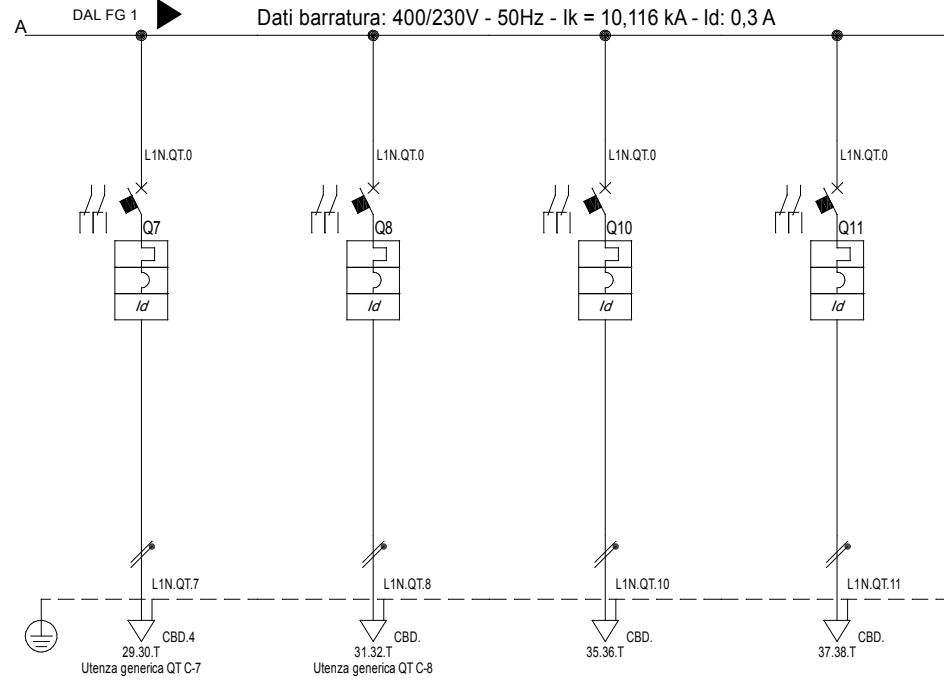 DAL FG 1
Dati barratura: 400/230V - 50Hz - Ik = 10,116 kA - Id: 0,3 A
A
L1N.QT.0 L1N.QT.0 L1N.QT.0 L1N.QT.0
Q7 Q8 Q10 Q11
Id Id Id Id
L1N.QT.7 L1N.QT.8 L1N.QT.10 L1N.QT.11
CBD.4 CBD. CBD. CBD.
29.30.T 31.32.T 35.36.T 37.38.T
Utenza generica QT C-7 Utenza generica QT C-8